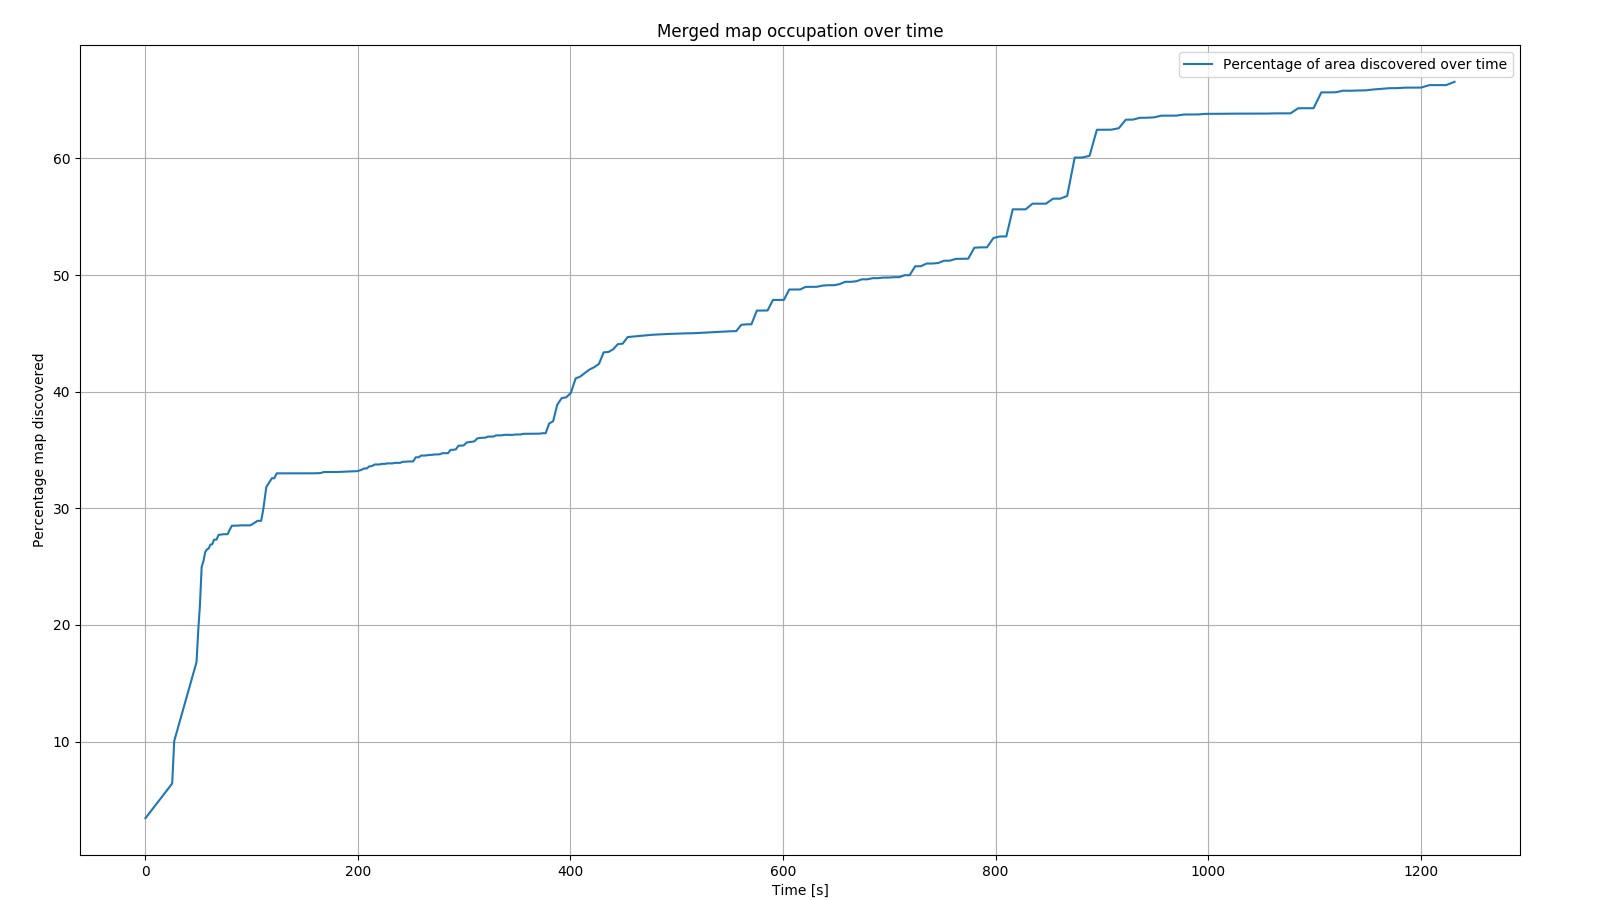 Merged map occupation over time
Percentage of area discovered over time
Percentage map discovered
60
50
40
30
20
10
0 200 400 600 800 1000 1200
Time [s]